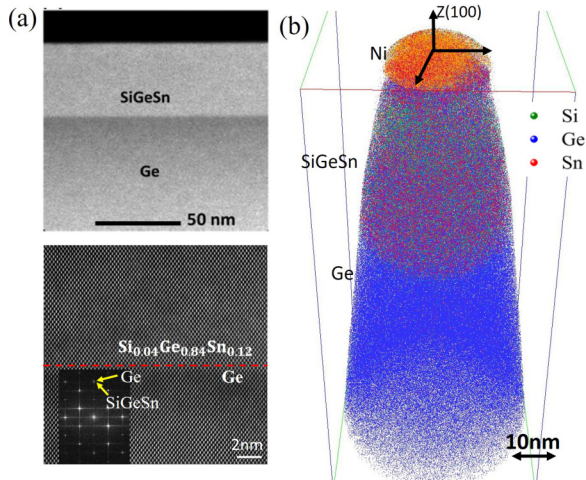 (a)
SiGeSn
Ge
50 nm
Si0.04Ge0.84Sn0.12
Ge
Ge
SiGeSn
2nm
(b)
Z(100)
Ni
Si
Ge
Sn
SiGeSn
Ge
10nm